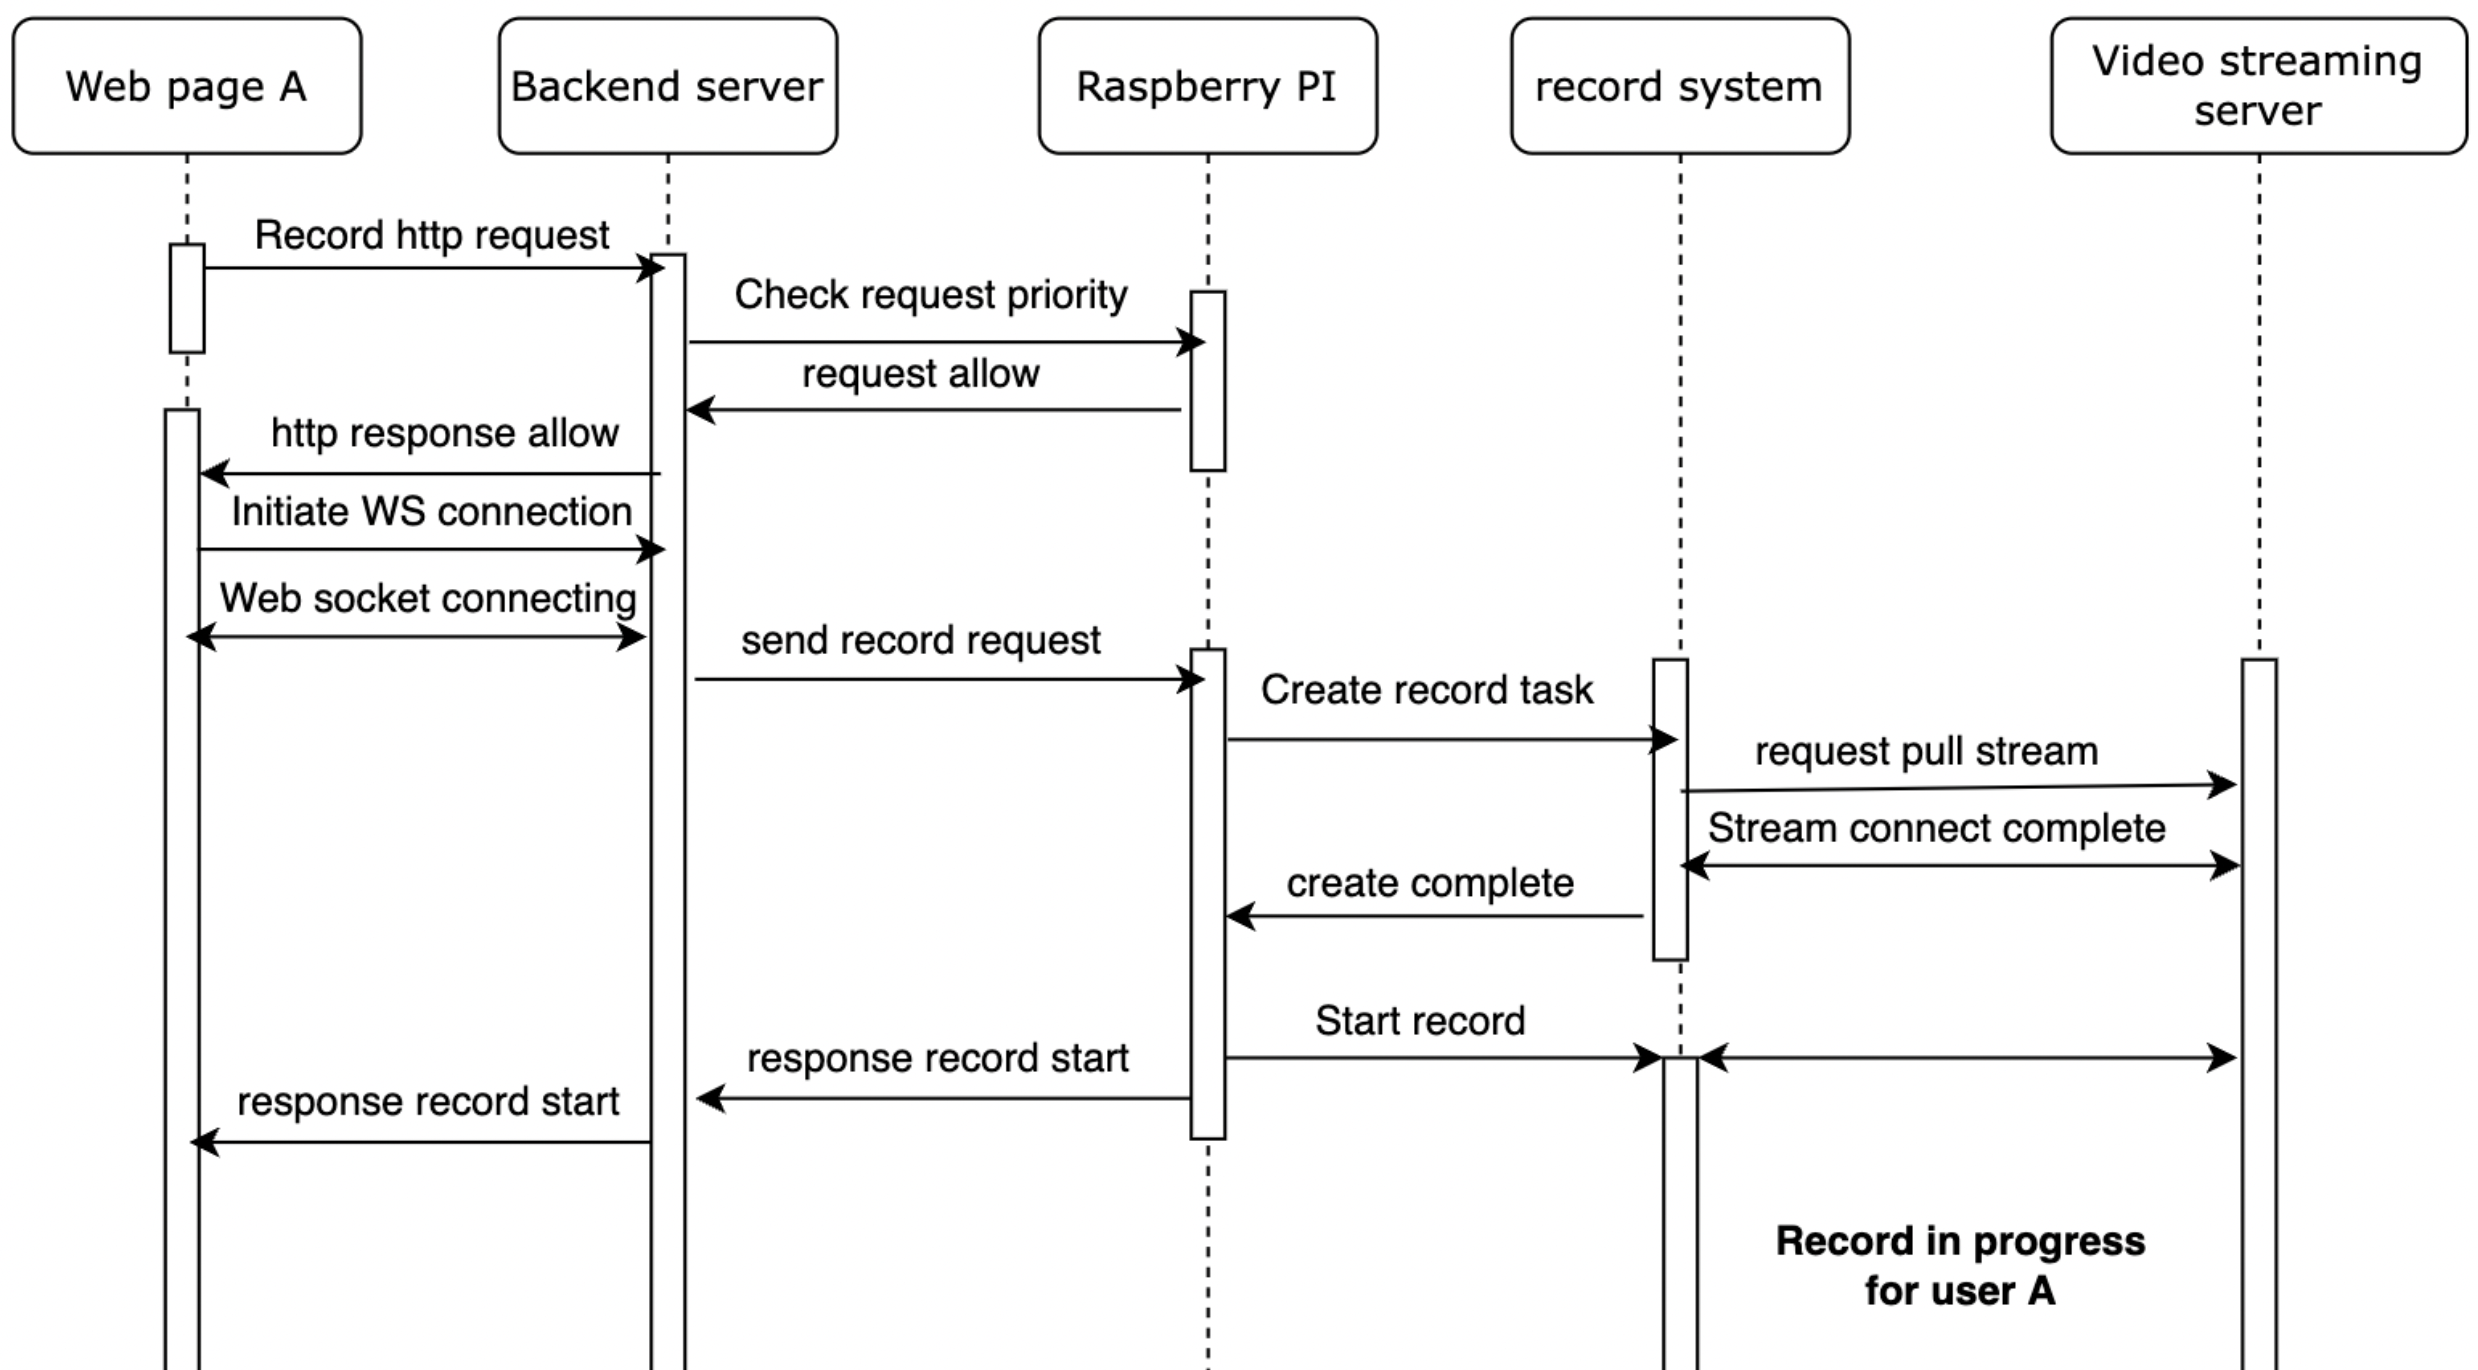 Web page A
Backend server
Raspberry PI
record system
Video streaming
server
Record http request
Check request priority
request allow
http response allow
Initiate WS connection
Web socket connecting
send record request
Create record task
request pull stream
Stream connect complete
create complete
Start record
response record start
response record start
Record in progress
for user A